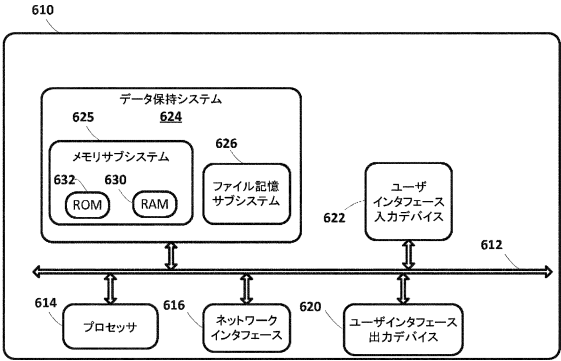 610
データ保持システム
624
625
メモリサブシステム
632
ROM
630
RAM
626
ファイル記憶
サブシステム
ユーザ
インタフェース
入力デバイス
622
612
614
プロセッサ
616
ネットワーク
インタフェース
620
ユーザインタフェース
出力デバイス